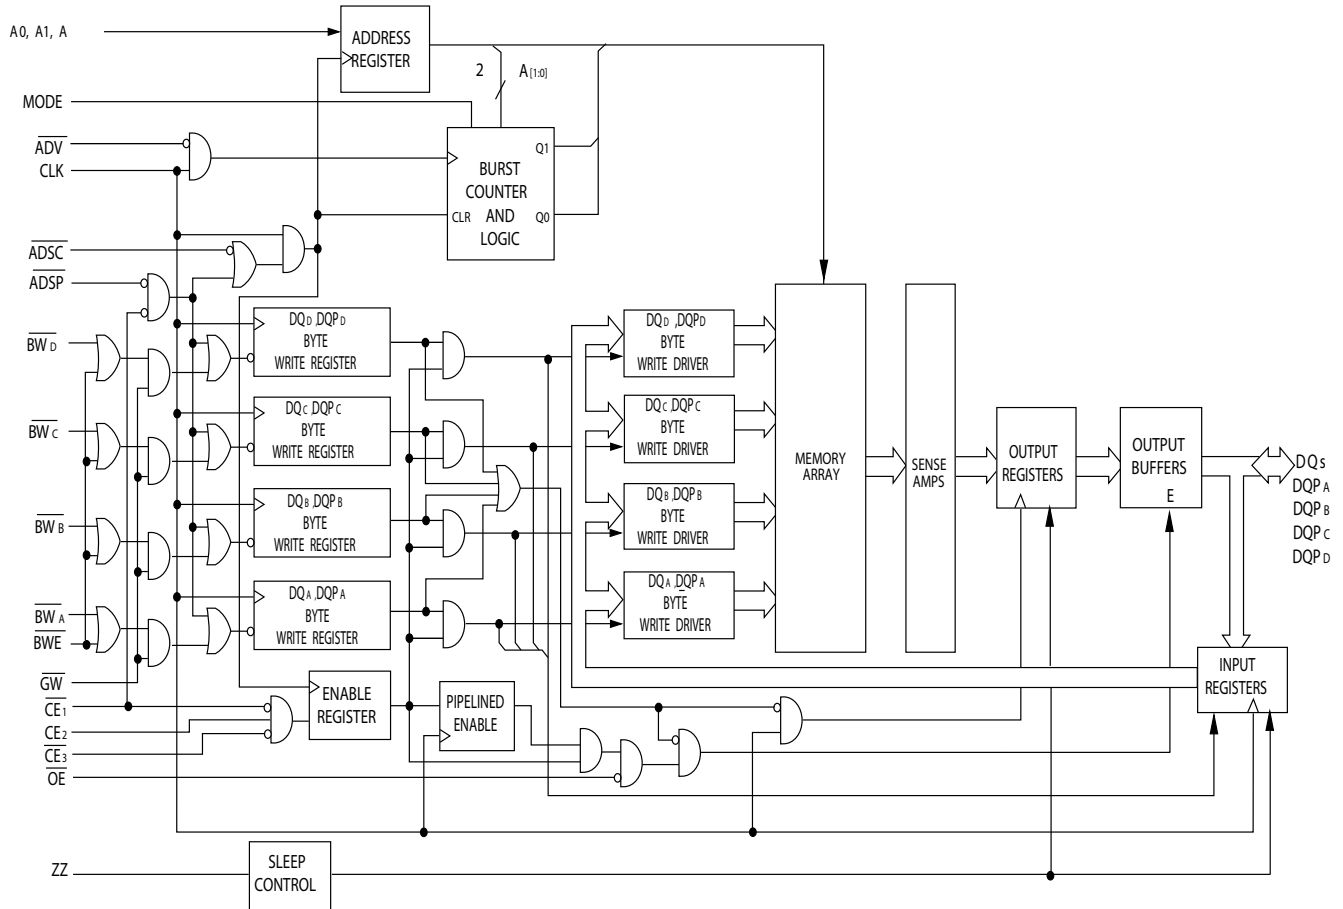 A0, A1, A
ADDRESS
REGISTER
2
A[1:0]
MODE
ADV
CLK
BURST
COUNTER
AND
LOGIC
Q1
CLR
Q0
ADSC
ADSP
DQD ,DQPD
BYTE
WRITE REGISTER
DQD ,DQPD
BYTE
WRITE DRIVER
BWD
DQC ,DQPC
BYTE
WRITE REGISTER
DQC ,DQPC
BYTE
WRITE DRIVER
BWC
MEMORY
ARRAY
SENSE
AMPS
OUTPUT
REGISTERS
OUTPUT
BUFFERS
E
DQs
DQPA
DQPB
DQPC
DQPD
DQB ,DQPB
BYTE
WRITE REGISTER
DQB ,DQPB
BYTE
WRITE DRIVER
BWB
DQA ,DQPA
BYTE
WRITE REGISTER
DQA ,DQPA
BYTE
WRITE DRIVER
BWA
BWE
GW
CE1
CE2
CE3
OE
ENABLE
REGISTER
PIPELINED
ENABLE
INPUT
REGISTERS
ZZ
SLEEP
CONTROL